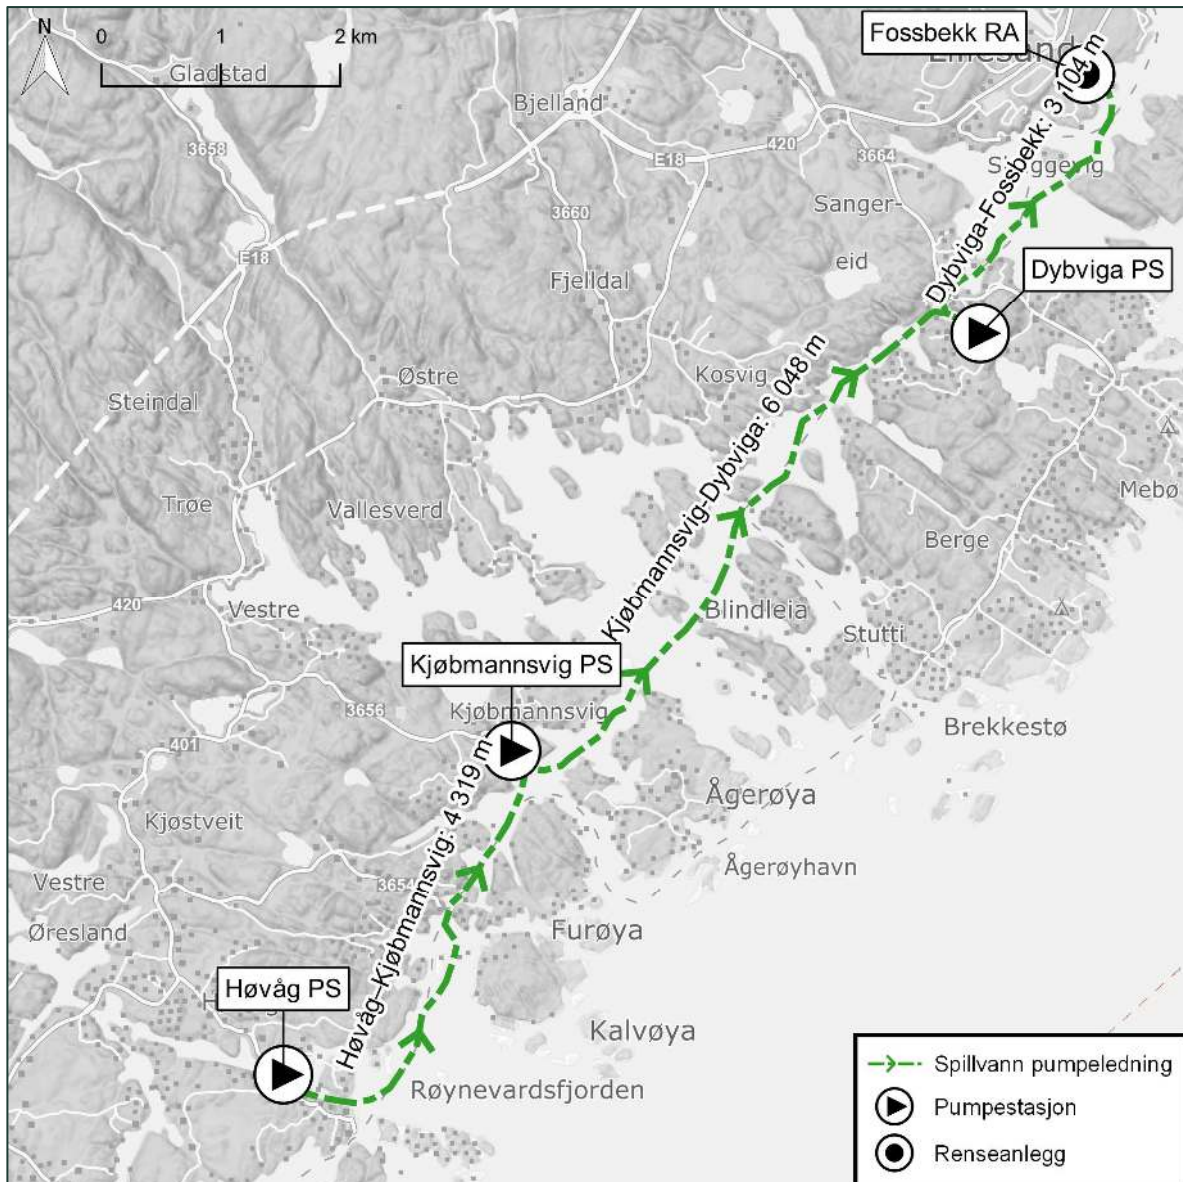 N
0 1 2 km
Fossbekk RA
Gladstad
Bjelland
3658
E18
420
3664
Dybviga-Fossbekk: 3 104 m
3660
Sanger-
eid
E18
Fjelldal
Dybviga PS
Kosvig
Østre
Steindal
Kjøbmannsvig-Dybviga: 6 048 m
Mebø
Trøe
Vallesverd
Berge
420
Vestre
Blindleia
Stutti
Kjøbmannsvig PS
3656
Kjøbmannsvig
Brekkestø
401
Ågerøya
Kjøstveit
Høvåg–Kjøbmannsvig: 4 319 m
Ågerøyhavn
Vestre
3654
Øresland
Furøya
Høvåg PS
Kalvøya
Røynevardsfjorden
Spillvann pumpeledning
Pumpestasjon
Renseanlegg